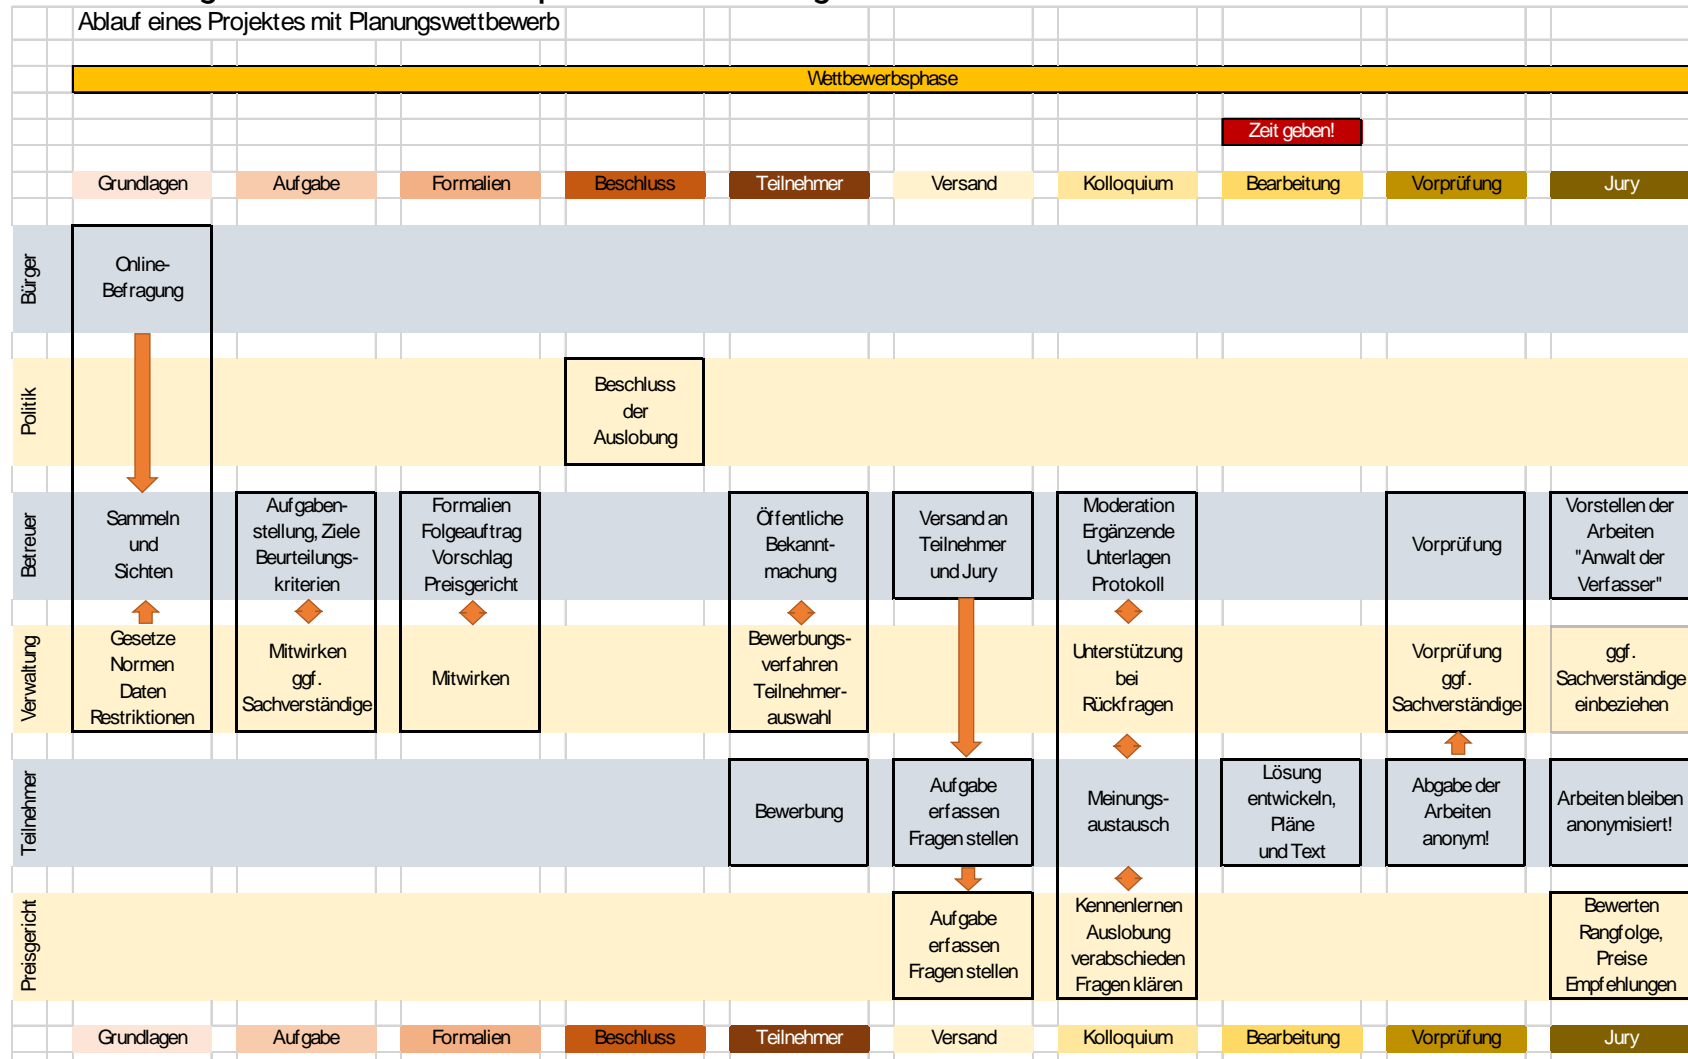 Ablauf eines Projektes mit Planungswettbewerb
Wettbewerbsphase
Zeit geben!
Grundlagen Aufgabe Formalien Beschluss Teilnehmer Versand Kolloquium Bearbeitung Vorprüfung Jury
Bürger
Online-
Befragung
Politik
Beschluss
der
Auslobung
Betreuer
Sammeln
und
Sichten
Aufgaben-
stellung, Ziele
Beurteilungs-
kriterien
Formalien
Folgeauftrag
Vorschlag
Preisgericht
Öffentliche
Bekannt-
machung
Versand an
Teilnehmer
und Jury
Moderation
Ergänzende
Unterlagen
Protokoll
Vorprüfung
Vorstellen der
Arbeiten
"Anwalt der
Verfasser"
Verwaltung
Gesetze
Normen
Daten
Restriktionen
Mitwirken
ggf.
Sachverständige
Mitwirken
Bewerbungs-
verfahren
Teilnehmer-
auswahl
Unterstützung
bei
Rückfragen
Vorprüfung
ggf.
Sachverständige
ggf.
Sachverständige
einbeziehen
Teilnehmer
Bewerbung
Aufgabe
erfassen
Fragen stellen
Meinungs-
austausch
Lösung
entwickeln,
Pläne
und Text
Abgabe der
Arbeiten
anonym!
Arbeiten bleiben
anonymisiert!
Preisgericht
Aufgabe
erfassen
Fragen stellen
Kennenlernen
Auslobung
verabschieden
Fragen klären
Bewerten
Rangfolge,
Preise
Empfehlungen
Grundlagen Aufgabe Formalien Beschluss Teilnehmer Versand Kolloquium Bearbeitung Vorprüfung Jury